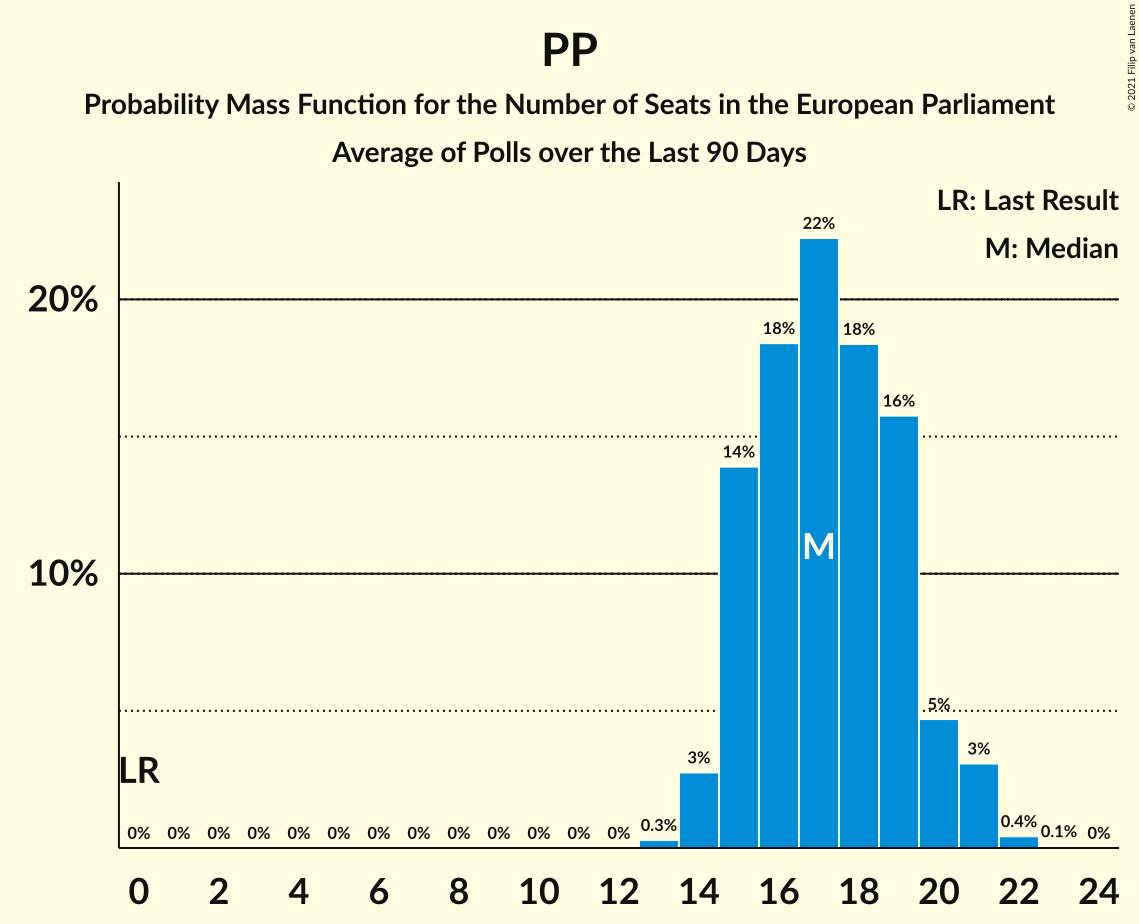 PP
Probability Mass Function for the Number of Seats in the European Parliament
Average of Polls over the Last 90 Days
© 2021 Filip van Laenen
LR: Last Result
M: Median
22%
20%
18% 18%
16%
14%
M
10%
5%
3% 3%
LR
0% 0% 0% 0% 0% 0% 0% 0% 0% 0% 0% 0% 0% 0.3% 0.4% 0.1% 0%
0 2 4 6 8 10 12 14 16 18 20 22 24